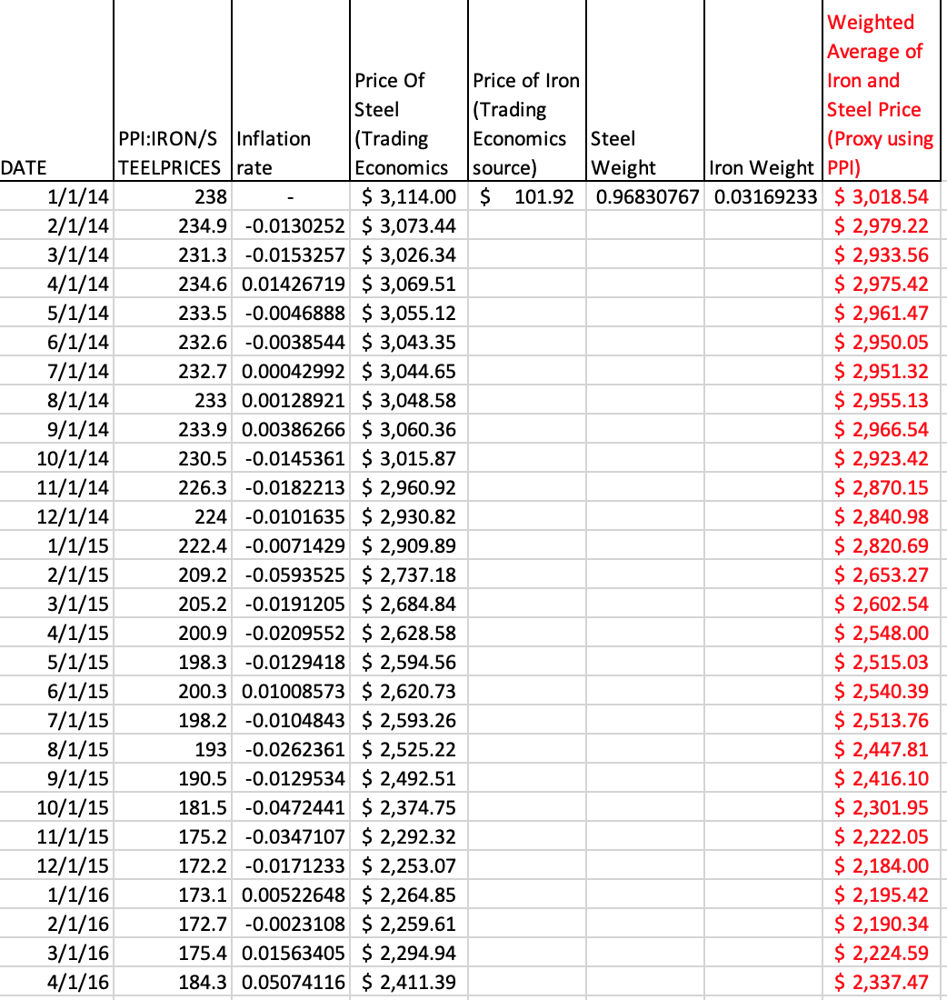 Weighted
Average of
Price Of Price of Iron Iron and
Steel (Trading Steel Price
PPI:IRON/S Inflation (Trading Economics Steel (Proxy using
DATE TEELPRICES rate Economics source) Weight Iron Weight PPI)
1/1/14 238 - $ 3,114.00 $ 101.92 0.96830767 0.03169233 $ 3,018.54
2/1/14 234.9 -0.0130252 $ 3,073.44 $ 2,979.22
3/1/14 231.3 -0.0153257 $ 3,026.34 $ 2,933.56
4/1/14 234.6 0.01426719 $ 3,069.51 $ 2,975.42
5/1/14 233.5 -0.0046888 $ 3,055.12 $ 2,961.47
6/1/14 232.6 -0.0038544 $ 3,043.35 $ 2,950.05
7/1/14 232.7 0.00042992 $ 3,044.65 $ 2,951.32
8/1/14 233 0.00128921 $ 3,048.58 $ 2,955.13
9/1/14 233.9 0.00386266 $ 3,060.36 $ 2,966.54
10/1/14 230.5 -0.0145361 $ 3,015.87 $ 2,923.42
11/1/14 226.3 -0.0182213 $ 2,960.92 $ 2,870.15
12/1/14 224 -0.0101635 $ 2,930.82 $ 2,840.98
1/1/15 222.4 -0.0071429 $ 2,909.89 $ 2,820.69
2/1/15 209.2 -0.0593525 $ 2,737.18 $ 2,653.27
3/1/15 205.2 -0.0191205 $ 2,684.84 $ 2,602.54
4/1/15 200.9 -0.0209552 $ 2,628.58 $ 2,548.00
5/1/15 198.3 -0.0129418 $ 2,594.56 $ 2,515.03
6/1/15 200.3 0.01008573 $ 2,620.73 $ 2,540.39
7/1/15 198.2 -0.0104843 $ 2,593.26 $ 2,513.76
8/1/15 193 -0.0262361 $ 2,525.22 $ 2,447.81
9/1/15 190.5 -0.0129534 $ 2,492.51 $ 2,416.10
10/1/15 181.5 -0.0472441 $ 2,374.75 $ 2,301.95
11/1/15 175.2 -0.0347107 $ 2,292.32 $ 2,222.05
12/1/15 172.2 -0.0171233 $ 2,253.07 $ 2,184.00
1/1/16 173.1 0.00522648 $ 2,264.85 $ 2,195.42
2/1/16 172.7 -0.0023108 $ 2,259.61 $ 2,190.34
3/1/16 175.4 0.01563405 $ 2,294.94 $ 2,224.59
4/1/16 184.3 0.05074116 $ 2,411.39 $ 2,337.47